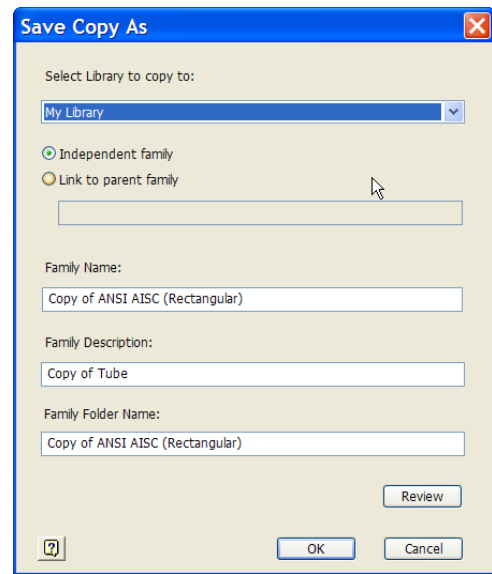 Save Copy As
Select Library to copy to:
My Library
Independent family
Link to parent family
Family Name:
Copy of ANSI AISC (Rectangular)
Family Description:
Copy of Tube
Family Folder Name:
Copy of ANSI AISC (Rectangular)
Review
?
OK Cancel